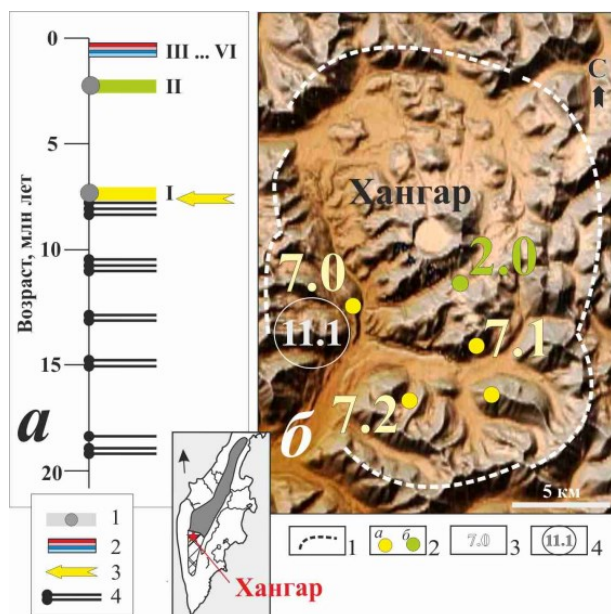 0
III ... VI
II
5
I
10
15
20
Возраст, млн лет
а
1
2
3
4
Хангар
С
Хангар
2.0
7.0
11.1
7.1
7.2
б
5 км
1
а б
2
7.0
3
11.1
4